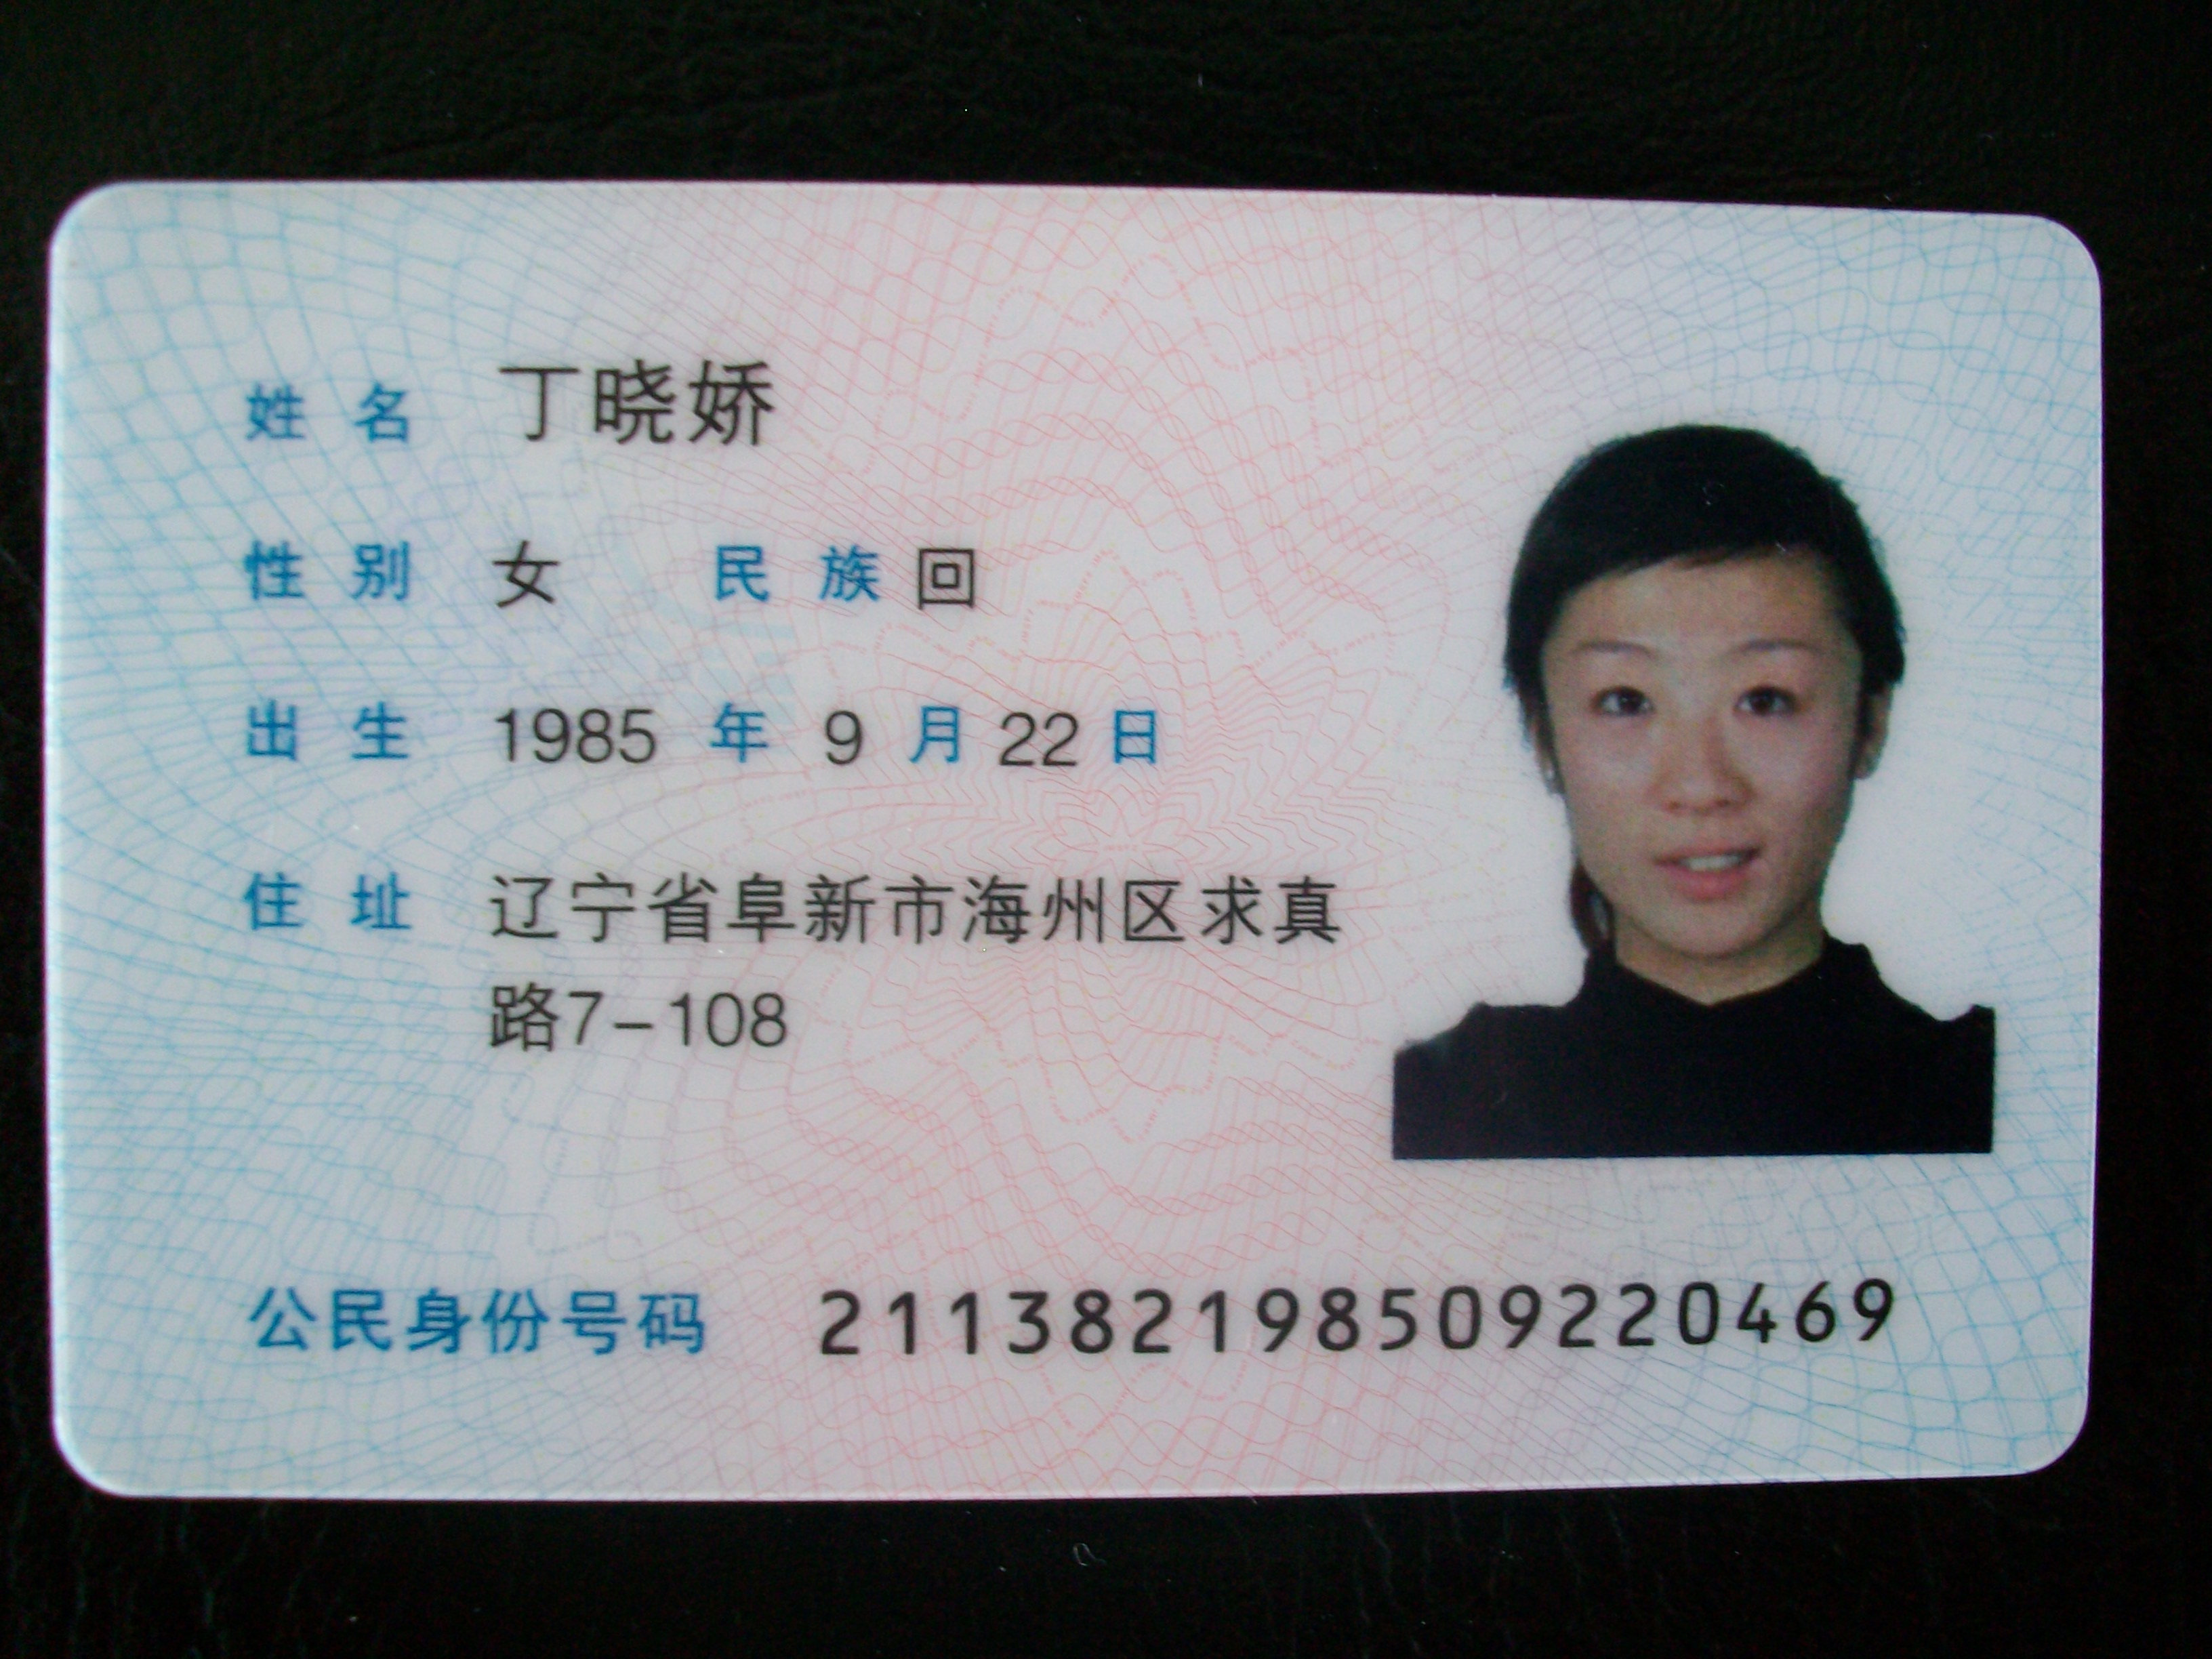 姓名 丁晓娇
性别 女 民族 回
出生 1985 年 9 月 22 日
住址 辽宁省阜新市海州区求真
路7-108
公民身份号码 211382198509220469